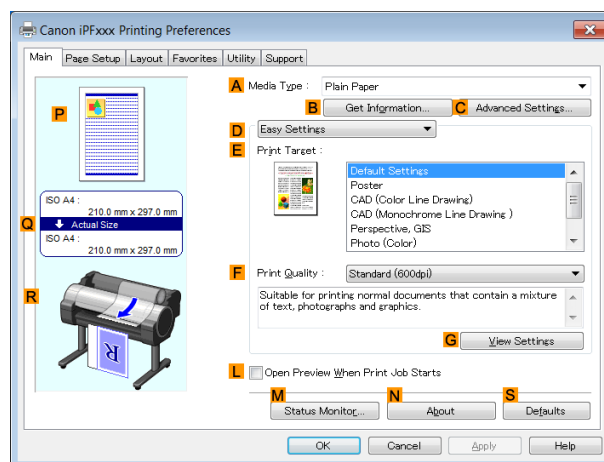 Canon iPFxxx Printing Preferences
Main Page Setup Layout Favorites Utility Support
A Media Type : Plain Paper
B Get Information... C Advanced Settings...
D Easy Settings
E Print Target :
Default Settings
Poster
CAD (Color Line Drawing)
CAD (Monochrome Line Drawing )
Perspective, GIS
Photo (Color)
P
ISO A4 :
210.0 mm x 297.0 mm
Q Actual Size
ISO A4 :
210.0 mm x 297.0 mm
R
R
F Print Quality : Standard (600dpi)
Suitable for printing normal documents that contain a mixture
of text, photographs and graphics.
G View Settings
L Open Preview When Print Job Starts
M N S
Status Monitor... About Defaults
OK Cancel Apply Help